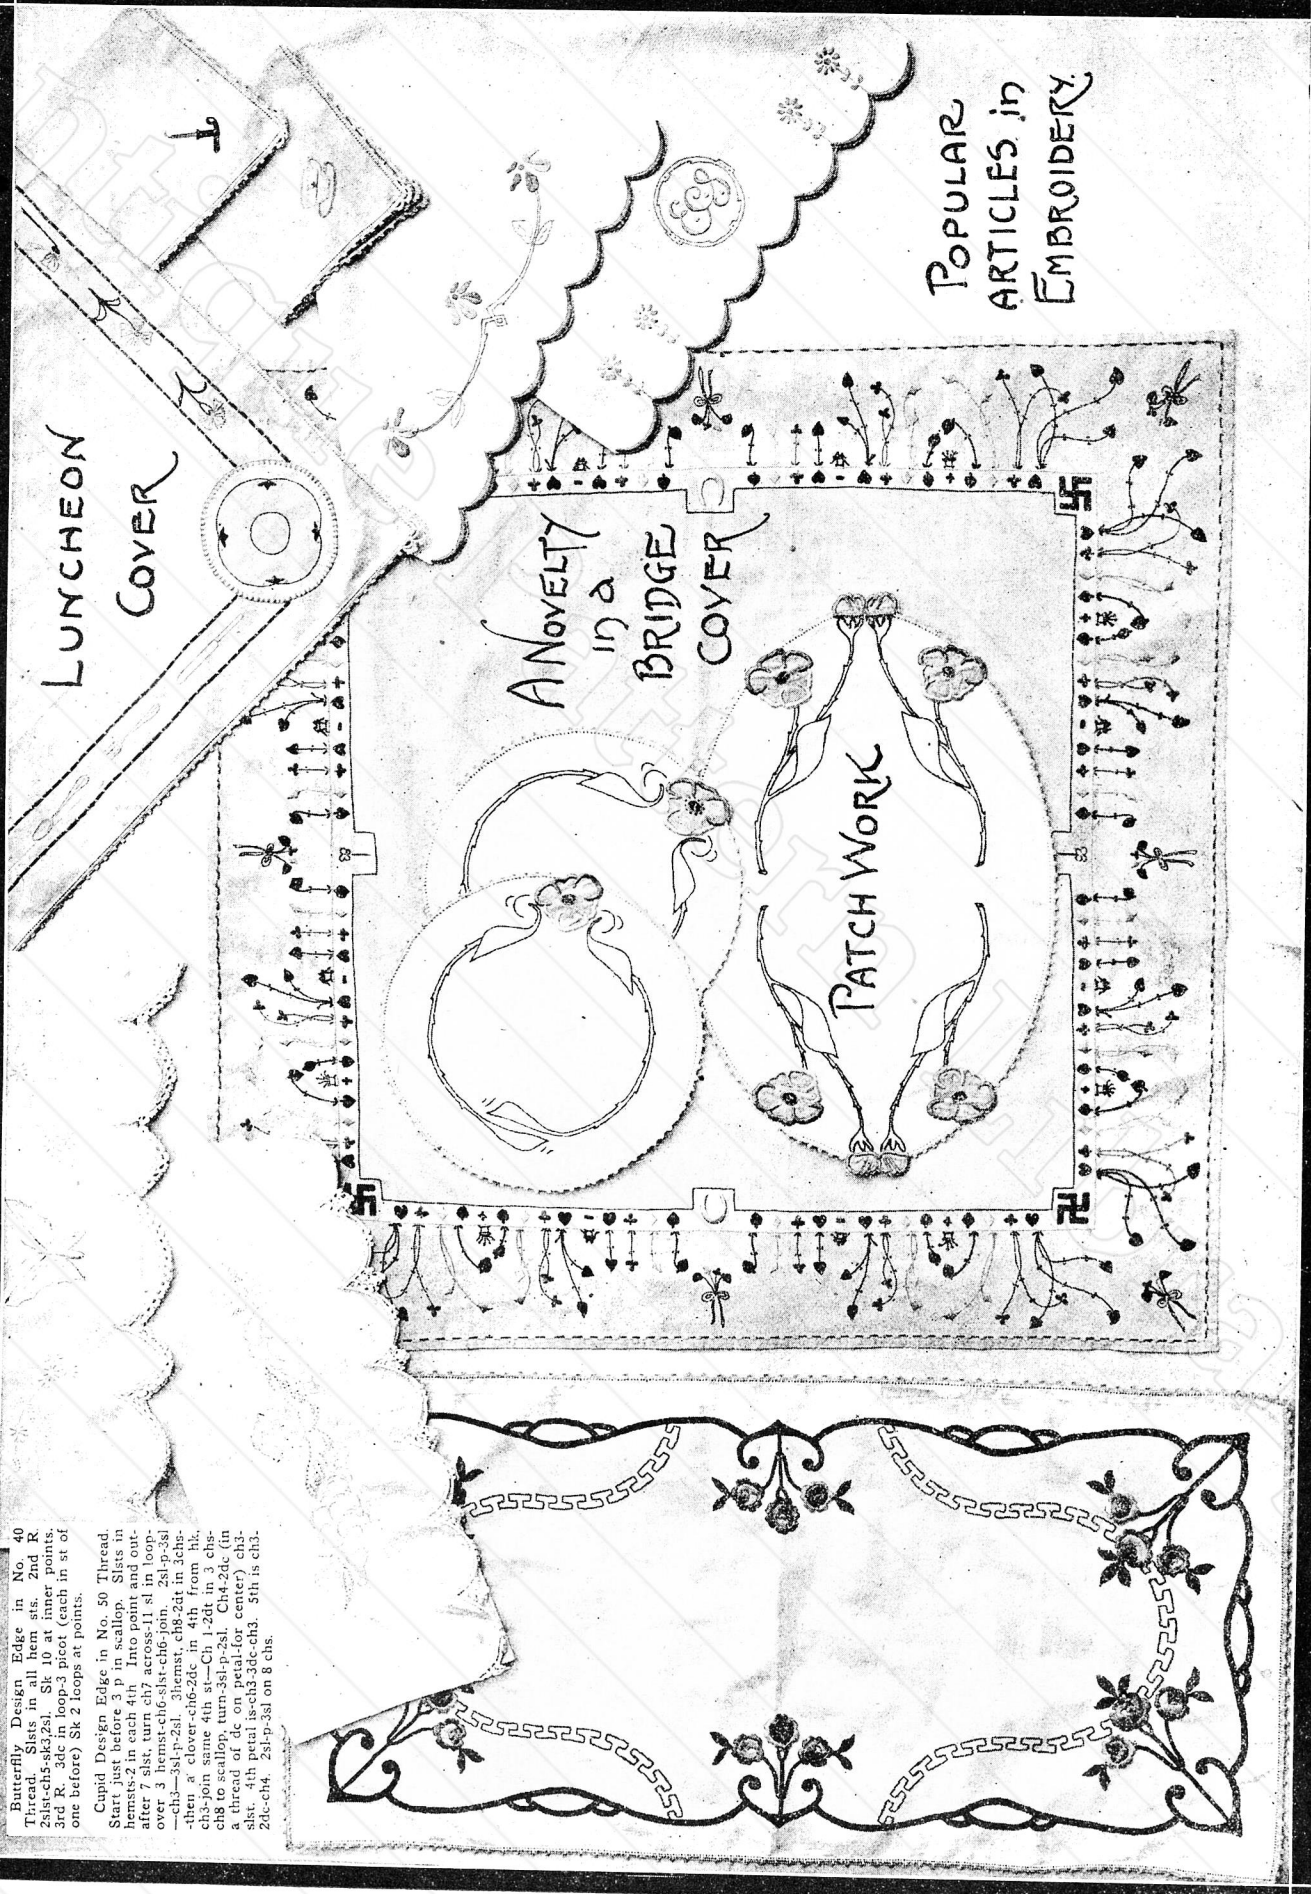 Butterfly Design Edge in No. 40
Thread. Slsts in all hem sts. 2nd R.
2slst-ch5-sk3,2sl. Sk 10 at inner points.
3rd R. 3dc in loop-3 picot (each in st of
one before) Sk 2 loops at points.
Cupid Design Edge in No. 50 Thread.
Start just before 3 p in scallop. Slsts in
hemsts-2 in each 4th Into point and out-
after 7 slst, turn ch7 across-11 sl in loop-
over 3 hemst-ch6-slst-ch6-join. 2sl-p-3sl
—ch3—3sl-p-2sl. 3hemst, ch8-2dt in 3chs-
-then a clover-ch6-2dc in 4th from hk.
ch3-join same 4th st—Ch 1-2dt in 3 chs-
ch8 to scallop, turn-3sl-p-2sl. Ch4-2dc (in
a thread of dc on petal-for center) ch3-
slst. 4th petal is-ch3-3dc-ch3. 5th is ch3-
2dc-ch4. 2sl-p-3sl on 8 chs.
LUNCHEON
COVER
A NOVELTY
in a
BRIDGE
COVER
PATCH WORK
POPULAR
ARTICLES in
EMBROIDERY.
T